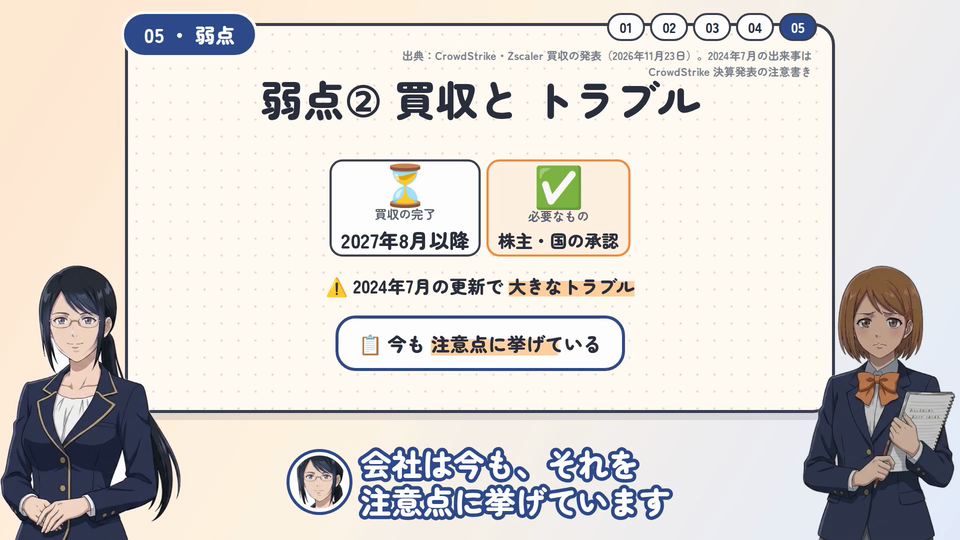 05 ・ 弱点
01 02 03 04 05
出典：CrowdStrike・Zscaler 買収の発表（2026年11月23日）。2024年7月の出来事は
CrowdStrike 決算発表の注意書き
弱点② 買収と トラブル
買収の完了
2027年8月以降
必要なもの
株主・国の承認
2024年7月の更新で 大きなトラブル
今も 注意点に挙げている
会社は今も、それを
注意点に挙げています